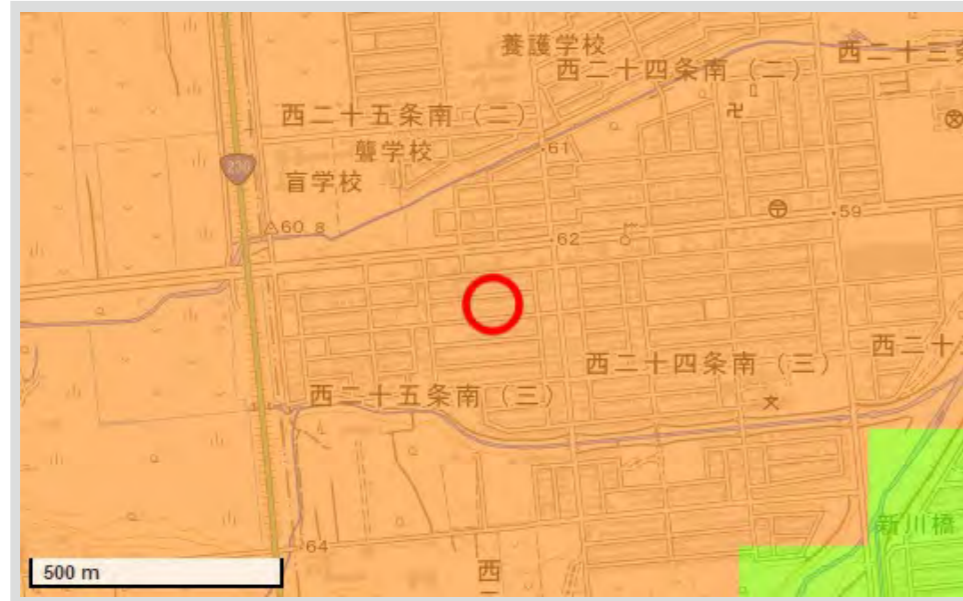 養護学校
西二十四条南（二）
西二十三条
西二十五条南（二）
聾学校
61
盲学校
60.8
59
62
西二十四条南（三）
西二十
西二十五条南（三）
新川橋
64
西
500 m